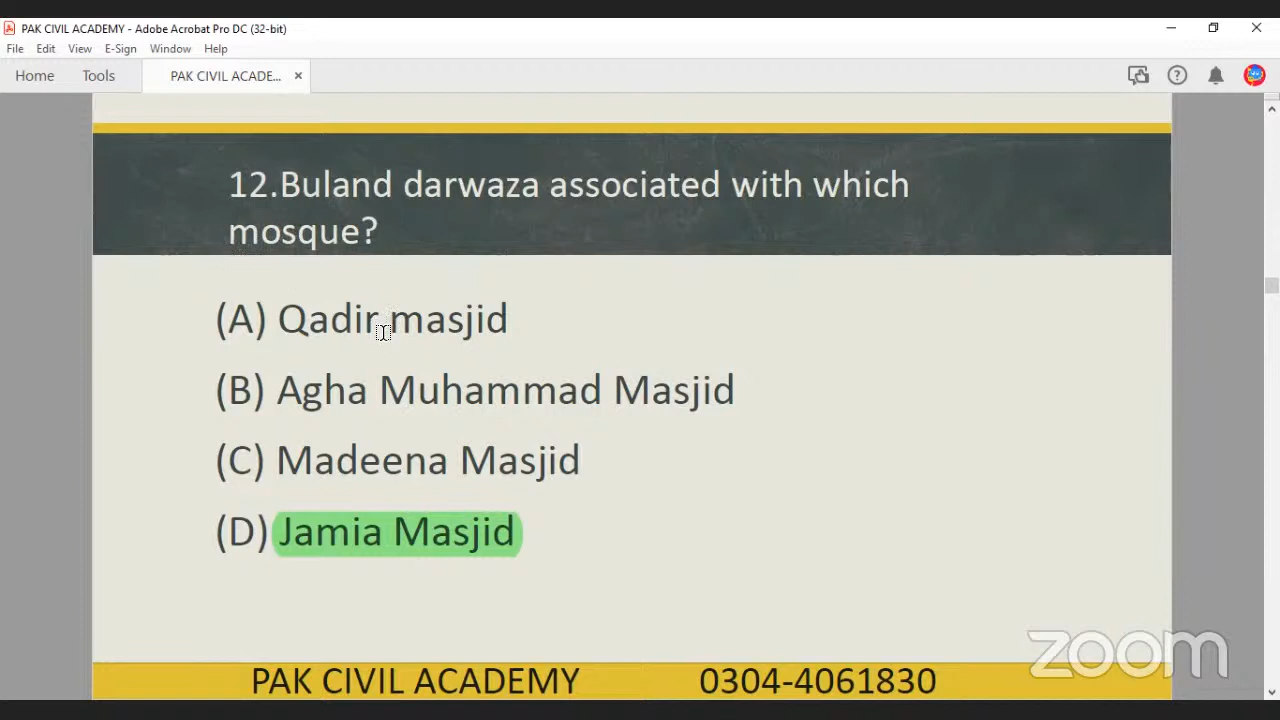 PAK CIVIL ACADEMY - Adobe Acrobat Pro DC (32-bit)
File Edit View E-Sign Window Help
Home Tools PAK CIVIL ACADE...
12.Buland darwaza associated with which
mosque?
(A) Qadir masjid
(B) Agha Muhammad Masjid
(C) Madeena Masjid
(D) Jamia Masjid
zoom
PAK CIVIL ACADEMY 0304-4061830